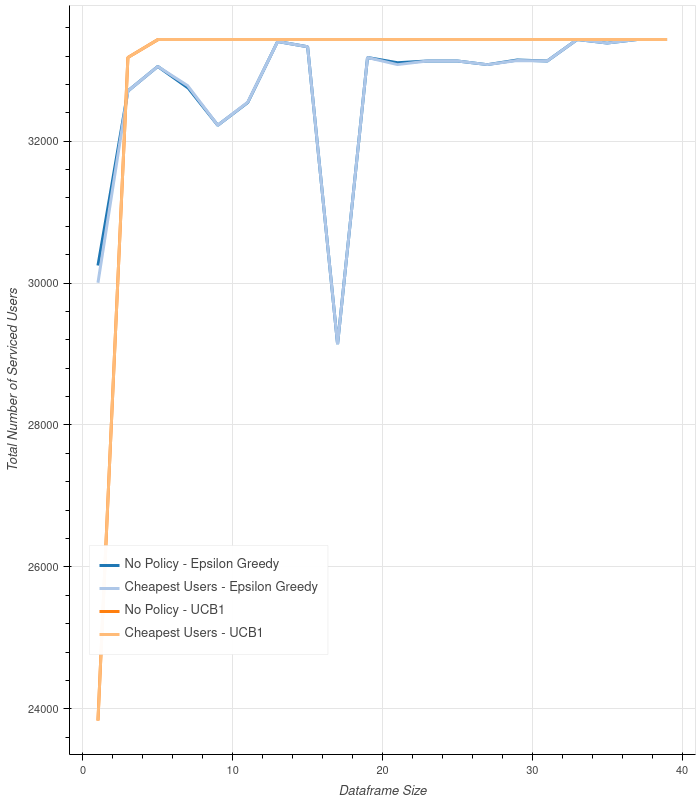 32000
30000
28000
26000
24000
Total Number of Serviced Users
No Policy - Epsilon Greedy
Cheapest Users - Epsilon Greedy
No Policy - UCB1
Cheapest Users - UCB1
0 10 20 30 40
Dataframe Size